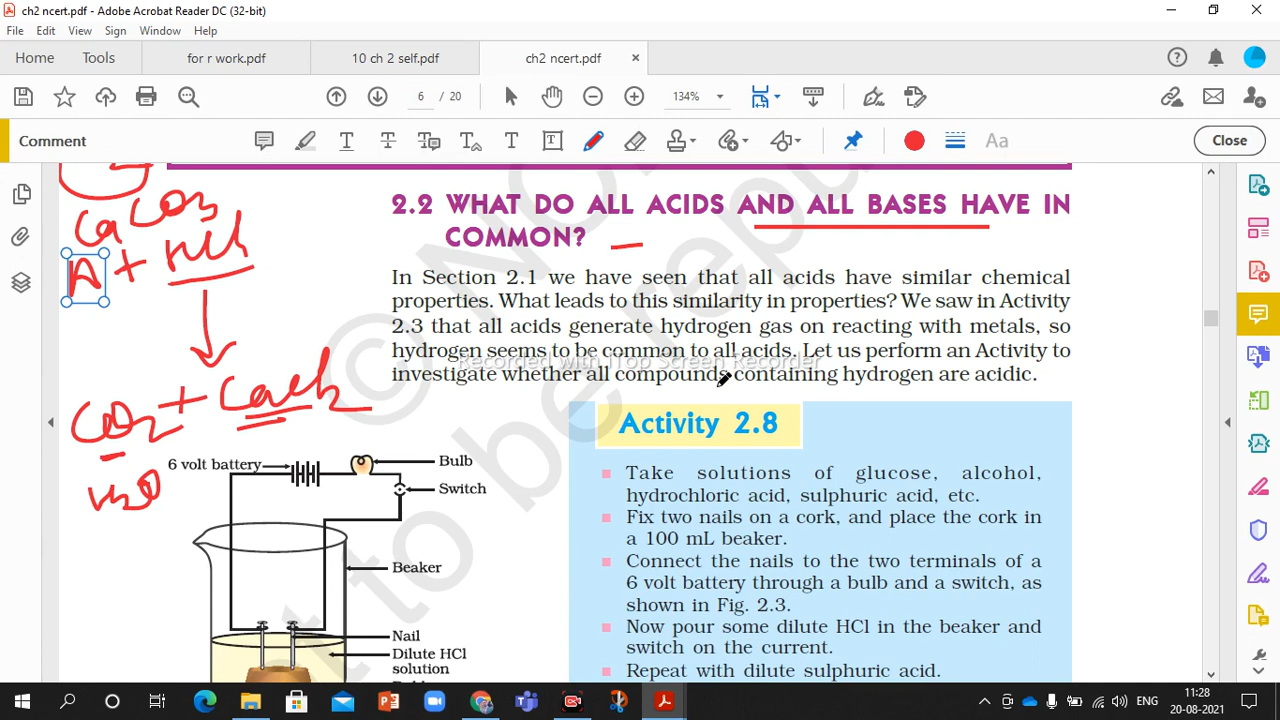 ch2 ncert.pdf - Adobe Acrobat Reader DC (32-bit)
File Edit View Sign Window Help
Home Tools for r work.pdf 10 ch 2 self.pdf ch2 ncert.pdf ×
6 / 20 134%
Comment Aa Close
CaCO3
A + HCl
CO2 + CaCl2
H2O
2.2 WHAT DO ALL ACIDS AND ALL BASES HAVE IN
COMMON?
In Section 2.1 we have seen that all acids have similar chemical
properties. What leads to this similarity in properties? We saw in Activity
2.3 that all acids generate hydrogen gas on reacting with metals, so
hydrogen seems to be common to all acids. Let us perform an Activity to
investigate whether all compounds containing hydrogen are acidic.
Recorded with iTop Screen Recorder
© NC
not to be repu
Activity 2.8
Take solutions of glucose, alcohol,
hydrochloric acid, sulphuric acid, etc.
Fix two nails on a cork, and place the cork in
a 100 mL beaker.
Connect the nails to the two terminals of a
6 volt battery through a bulb and a switch, as
shown in Fig. 2.3.
Now pour some dilute HCl in the beaker and
switch on the current.
Repeat with dilute sulphuric acid.
6 volt battery
Bulb
Switch
Beaker
Nail
Dilute HCl
solution
ENG
11:28
20-08-2021